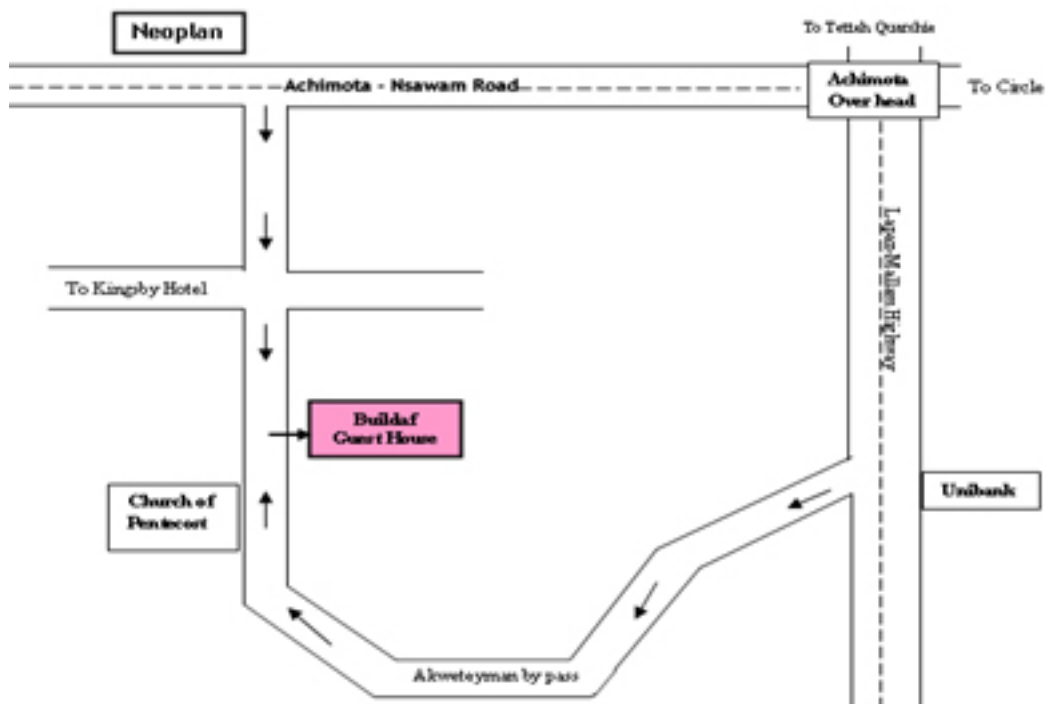 Neoplan
To Tetteh Quarshie
Achimota - Nsawam Road
Achimota
Over head
To Circle
Lapaz-Mallam Highway
To Kingsby Hotel
Buildaf
Guest House
Church of
Pentecost
Unibank
Akweteyman by pass